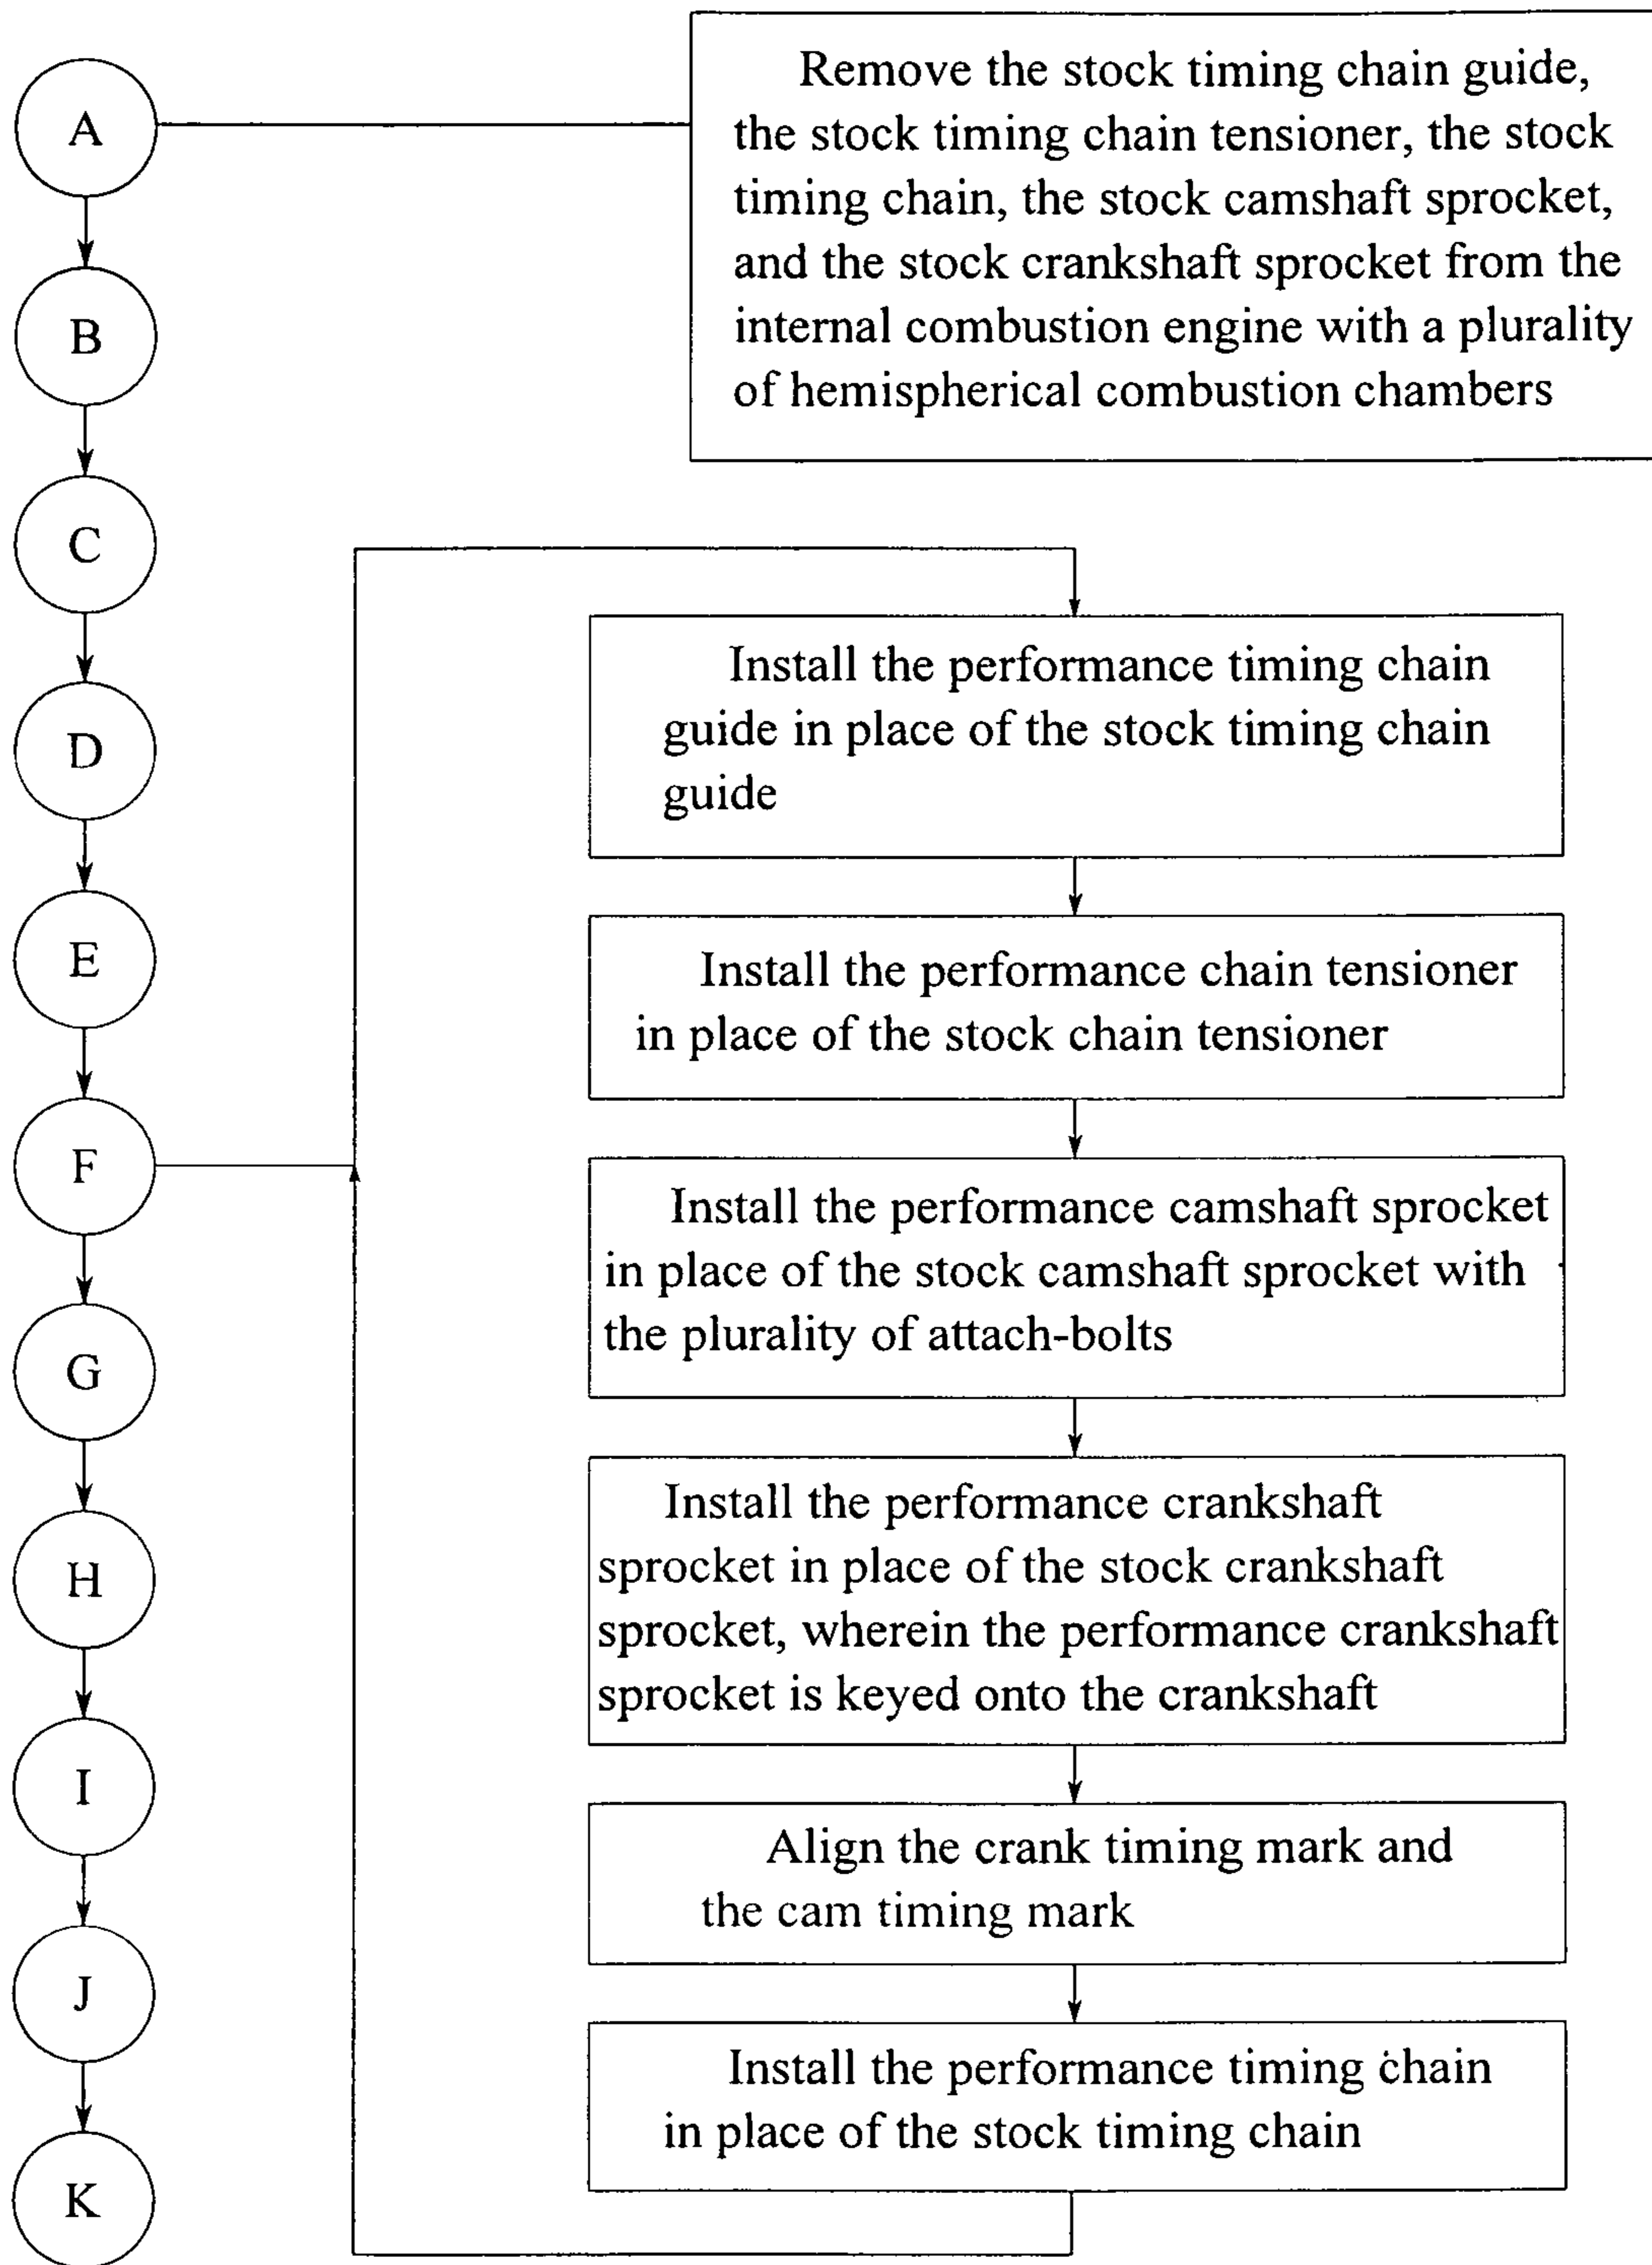 A
Remove the stock timing chain guide,
the stock timing chain tensioner, the stock
timing chain, the stock camshaft sprocket,
and the stock crankshaft sprocket from the
internal combustion engine with a plurality
of hemispherical combustion chambers
B
C
D
E
F
Install the performance timing chain
guide in place of the stock timing chain
guide
Install the performance chain tensioner
in place of the stock chain tensioner
Install the performance camshaft sprocket
in place of the stock camshaft sprocket with
the plurality of attach-bolts
Install the performance crankshaft
sprocket in place of the stock crankshaft
sprocket, wherein the performance crankshaft
sprocket is keyed onto the crankshaft
Align the crank timing mark and
the cam timing mark
Install the performance timing chain
in place of the stock timing chain
G
H
I
J
K